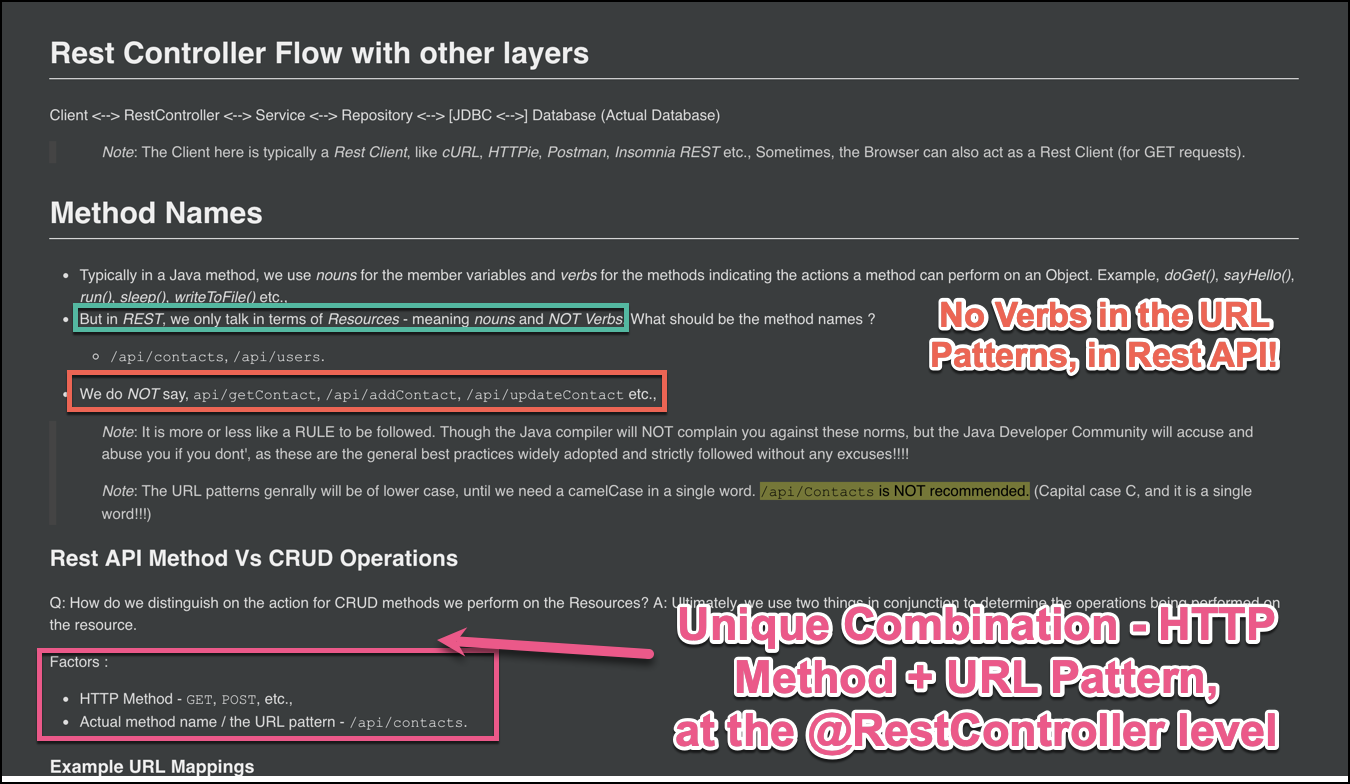 Rest Controller Flow with other layers
Client <--> RestController <--> Service <--> Repository <--> [JDBC <-->] Database (Actual Database)
Note: The Client here is typically a Rest Client, like cURL, HTTPie, Postman, Insomnia REST etc., Sometimes, the Browser can also act as a Rest Client (for GET requests).
Method Names
• Typically in a Java method, we use nouns for the member variables and verbs for the methods indicating the actions a method can perform on an Object. Example, doGet(), sayHello(),
run(), sleep(), writeToFile() etc.,
• But in REST, we only talk in terms of Resources - meaning nouns and NOT Verbs. What should be the method names ?
No Verbs in the URL
Patterns, in Rest API!
◦ /api/contacts, /api/users.
• We do NOT say, api/getContact, /api/addContact, /api/updateContact etc.,
Note: It is more or less like a RULE to be followed. Though the Java compiler will NOT complain you against these norms, but the Java Developer Community will accuse and
abuse you if you dont', as these are the general best practices widely adopted and strictly followed without any excuses!!!!
Note: The URL patterns genrally will be of lower case, until we need a camelCase in a single word. /api/Contacts is NOT recommended. (Capital case C, and it is a single
word!!!)
Rest API Method Vs CRUD Operations
Q: How do we distinguish on the action for CRUD methods we perform on the Resources? A: Ultimately, we use two things in conjunction to determine the operations being performed on
the resource.
Unique Combination - HTTP
Method + URL Pattern,
at the @RestController level
Factors :
• HTTP Method - GET, POST, etc.,
• Actual method name / the URL pattern - /api/contacts.
Example URL Mappings